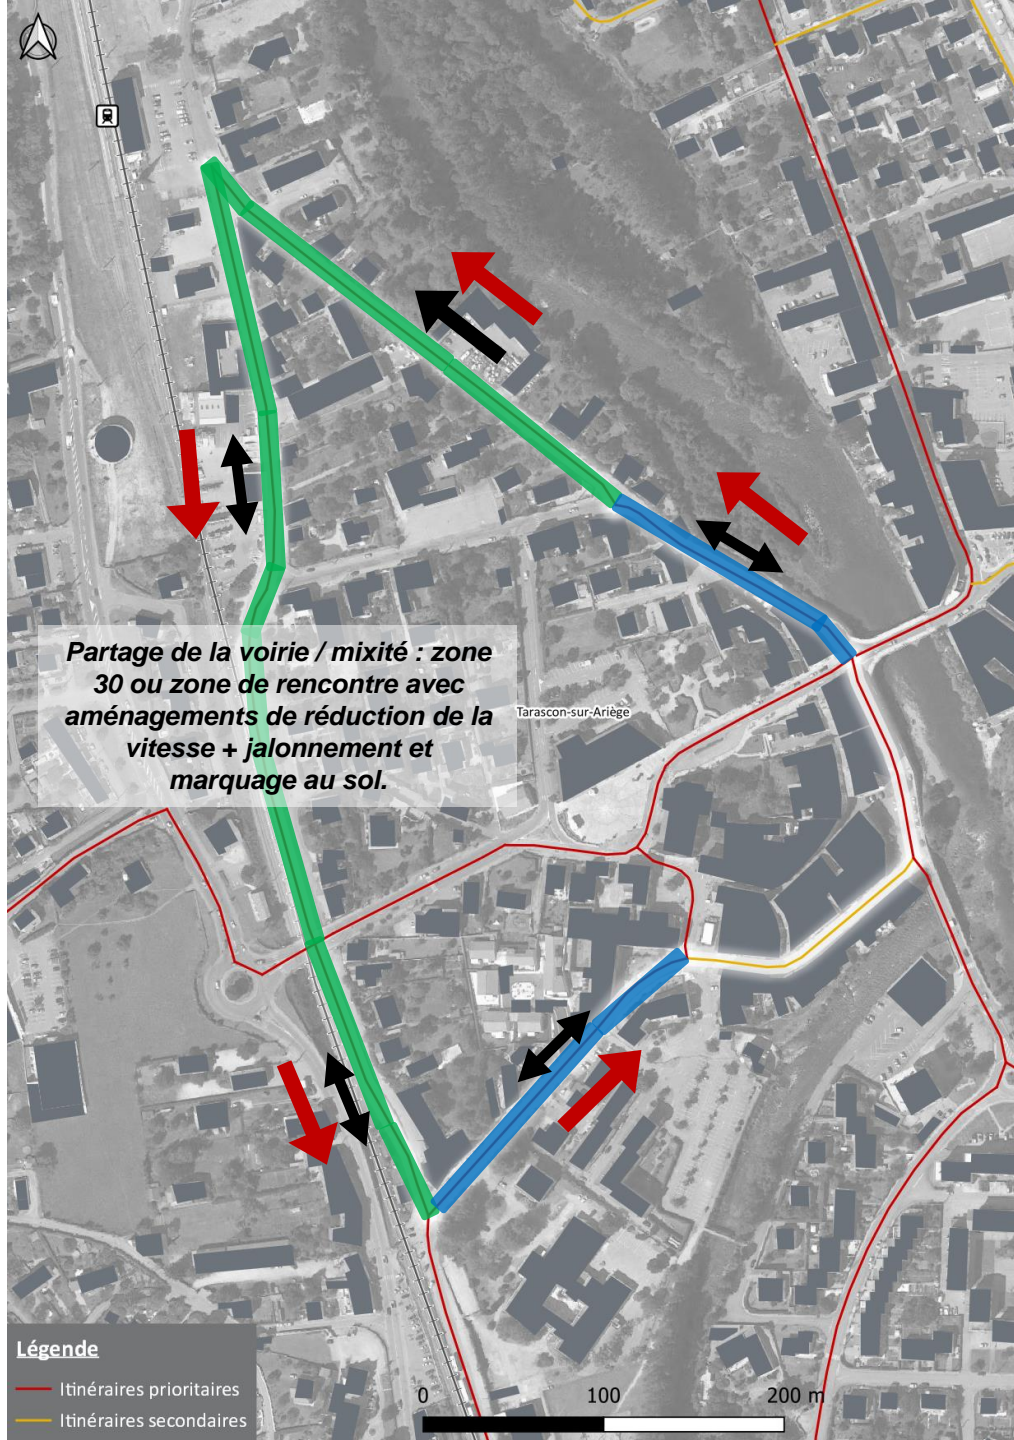 Partage de la voirie / mixité : zone
30 ou zone de rencontre avec
aménagements de réduction de la
vitesse + jalonnement et
marquage au sol.
Tarascon-sur-Ariège
Légende
Itinéraires prioritaires
Itinéraires secondaires
0 100 200 m